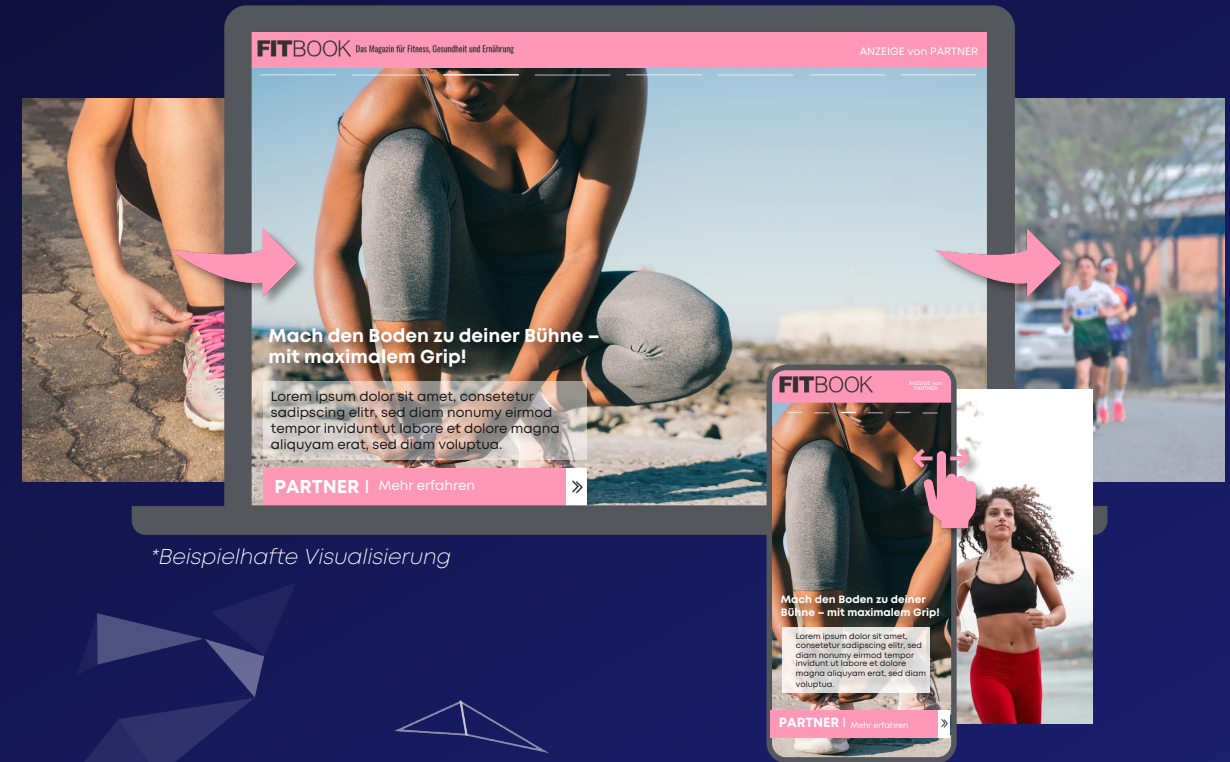 FITBOOK Das Magazin für Fitness, Gesundheit und Ernährung
ANZEIGE von PARTNER
Mach den Boden zu deiner Bühne –
mit maximalem Grip!
Lorem ipsum dolor sit amet, consetetur
sadipscing elitr, sed diam nonumy eirmod
tempor invidunt ut labore et dolore magna
aliquyam erat, sed diam voluptua.
PARTNER | Mehr erfahren
*Beispielhafte Visualisierung
FITBOOK
ANZEIGE von
PARTNER
Mach den Boden zu deiner
Bühne – mit maximalem Grip!
Lorem ipsum dolor sit amet,
consetetur sadipscing elitr, sed
diam nonumy eirmod tempor
invidunt ut labore et dolore
magna aliquyam erat, sed diam
voluptua.
PARTNER | Mehr erfahren